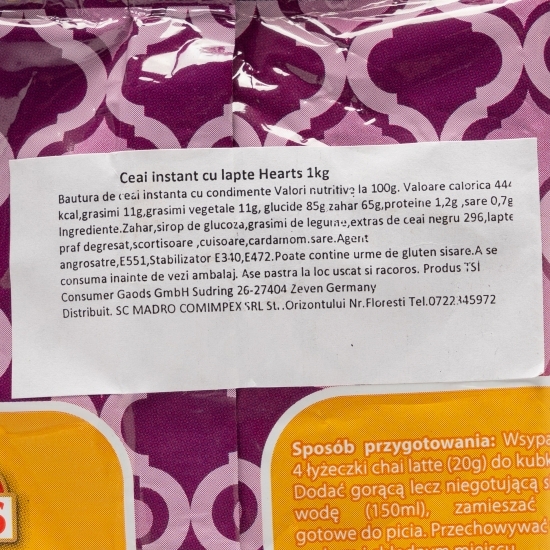 Ceai instant cu lapte Hearts 1kg
Bautura de ceai instanta cu condimente Valori nutritive la 100g. Valoare calorica 444
kcal,grasimi 11g,grasimi vegetale 11g, glucide 85g zahar 65g,proteine 1,2g ,sare 0,7g
Ingrediente.Zahar,sirop de glucoza,grasimi de legume,extras de ceai negru 296,lapte
praf degresat,scortisoare ,cuisoare,cardamom.sare.Agent
angrosatre,E551,Stabilizator E340,E472.Poate contine urme de gluten sisare.A se
consuma inainte de vezi ambalaj. Ase pastra la loc uscat si racoros. Produs TSI
Consumer Gaods GmbH Sudring 26-27404 Zeven Germany
Distribuit. SC MADRO COMIMPEX SRL St..Orizontului Nr.Floresti Tel.0722345972
Sposób przygotowania: Wsypa
4 łyżeczki chai latte (20g) do kubk
Dodać gorącą lecz niegotującą s
wodę (150ml), zamieszać
gotowe do picia. Przechowywać
S